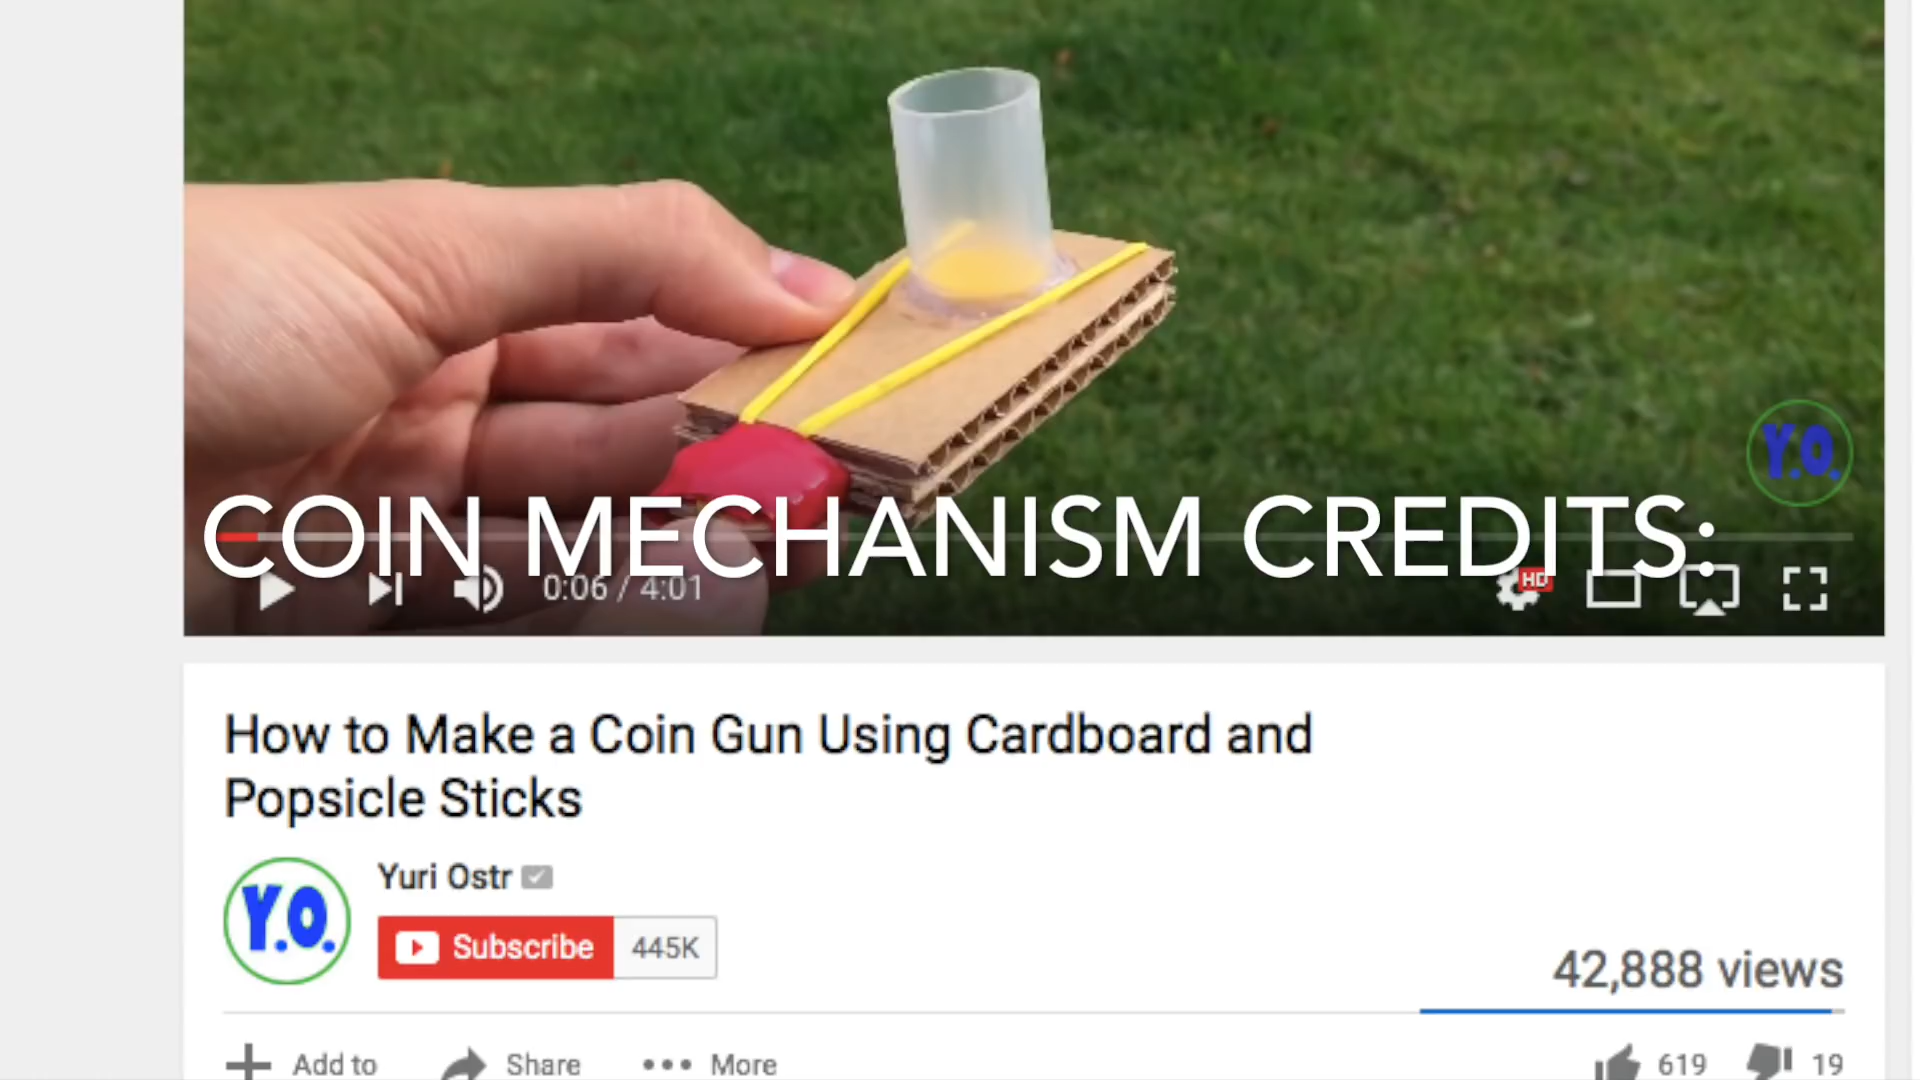 Y.O.
COIN MECHANISM CREDITS:
0:06 / 4:01
HD
How to Make a Coin Gun Using Cardboard and
Popsicle Sticks
Y.O.
Yuri Ostr
Subscribe 445K
42,888 views
Add to Share More 619 19